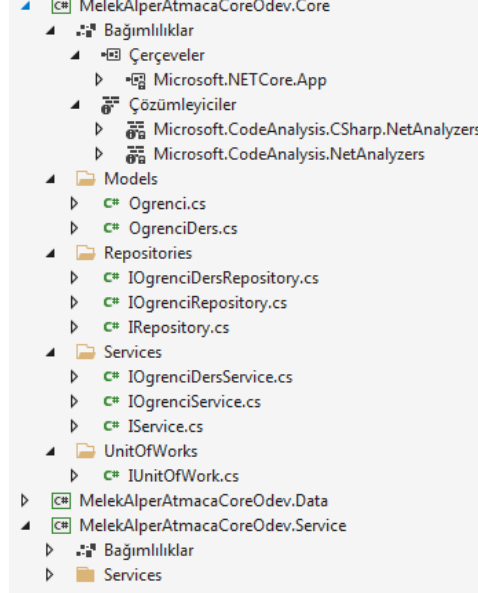 C# MelekAlperAtmacaCoreOdev.Core
Bağımlılıklar
Çerçeveler
Microsoft.NETCore.App
Çözümleyiciler
Microsoft.CodeAnalysis.CSharp.NetAnalyzers
Microsoft.CodeAnalysis.NetAnalyzers
Models
C# Ogrenci.cs
C# OgrenciDers.cs
Repositories
C# IOgrenciDersRepository.cs
C# IOgrenciRepository.cs
C# IRepository.cs
Services
C# IOgrenciDersService.cs
C# IOgrenciService.cs
C# IService.cs
UnitOfWorks
C# IUnitOfWork.cs
C# MelekAlperAtmacaCoreOdev.Data
C# MelekAlperAtmacaCoreOdev.Service
Bağımlılıklar
Services